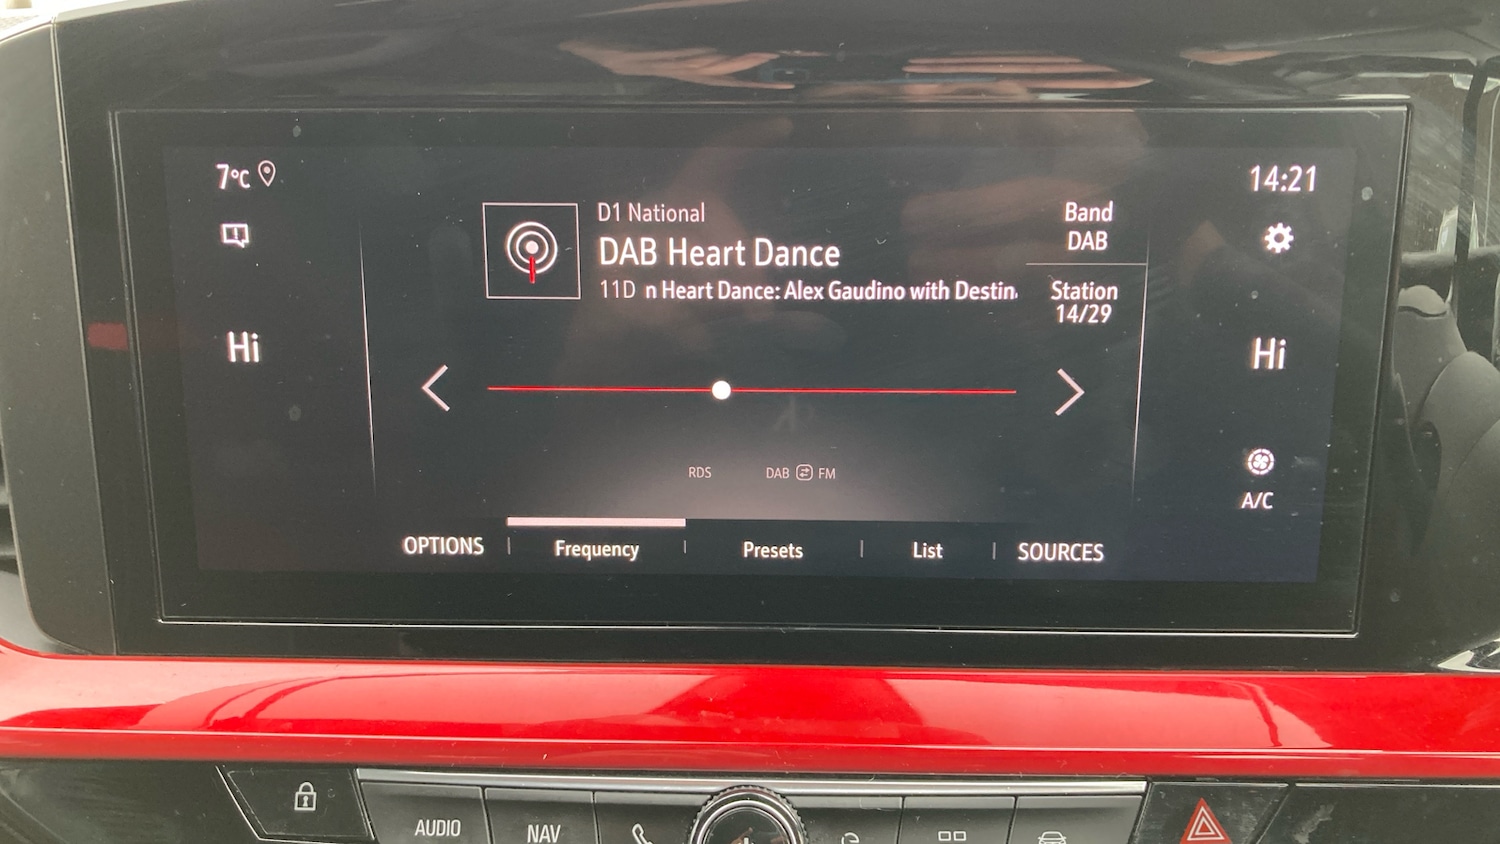 7°C
14:21
D1 National
DAB Heart Dance
11D n Heart Dance: Alex Gaudino with Destin
Band
DAB
Station
14/29
Hi
Hi
RDS
DAB FM
A/C
OPTIONS
Frequency
Presets
List
SOURCES
AUDIO
NAV